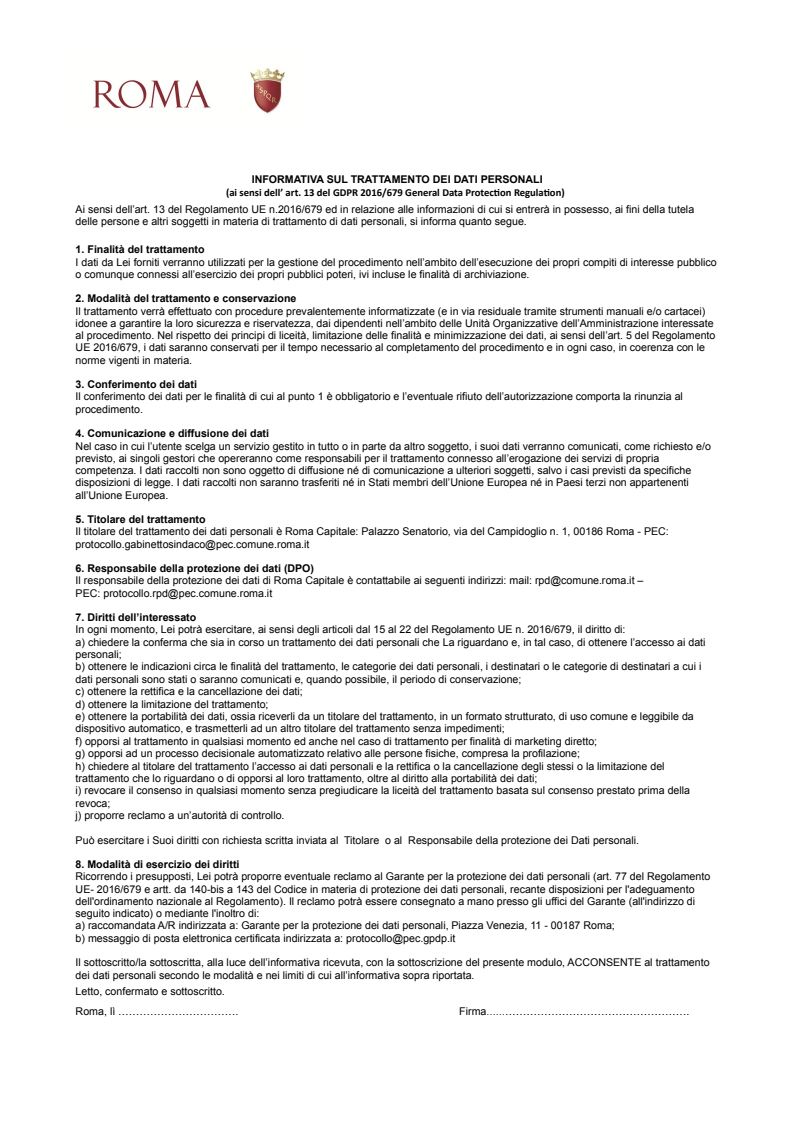 ROMA
SPQR
INFORMATIVA SUL TRATTAMENTO DEI DATI PERSONALI
(ai sensi dell' art. 13 del GDPR 2016/679 General Data Protection Regulation)
Ai sensi dell'art. 13 del Regolamento UE n.2016/679 ed in relazione alle informazioni di cui si entrerà in possesso, ai fini della tutela
delle persone e altri soggetti in materia di trattamento di dati personali, si informa quanto segue.
1. Finalità del trattamento
I dati da Lei forniti verranno utilizzati per la gestione del procedimento nell'ambito dell'esecuzione dei propri compiti di interesse pubblico
o comunque connessi all'esercizio dei propri pubblici poteri, ivi incluse le finalità di archiviazione.
2. Modalità del trattamento e conservazione
Il trattamento verrà effettuato con procedure prevalentemente informatizzate (e in via residuale tramite strumenti manuali e/o cartacei)
idonee a garantire la loro sicurezza e riservatezza, dai dipendenti nell'ambito delle Unità Organizzative dell'Amministrazione interessate
al procedimento. Nel rispetto dei principi di liceità, limitazione delle finalità e minimizzazione dei dati, ai sensi dell'art. 5 del Regolamento
UE 2016/679, i dati saranno conservati per il tempo necessario al completamento del procedimento e in ogni caso, in coerenza con le
norme vigenti in materia.
3. Conferimento dei dati
Il conferimento dei dati per le finalità di cui al punto 1 è obbligatorio e l'eventuale rifiuto dell'autorizzazione comporta la rinunzia al
procedimento.
4. Comunicazione e diffusione dei dati
Nel caso in cui l'utente scelga un servizio gestito in tutto o in parte da altro soggetto, i suoi dati verranno comunicati, come richiesto e/o
previsto, ai singoli gestori che opereranno come responsabili per il trattamento connesso all'erogazione dei servizi di propria
competenza. I dati raccolti non sono oggetto di diffusione né di comunicazione a ulteriori soggetti, salvo i casi previsti da specifiche
disposizioni di legge. I dati raccolti non saranno trasferiti né in Stati membri dell'Unione Europea né in Paesi terzi non appartenenti
all'Unione Europea.
5. Titolare del trattamento
Il titolare del trattamento dei dati personali è Roma Capitale: Palazzo Senatorio, via del Campidoglio n. 1, 00186 Roma - PEC:
protocollo.gabinettosindaco@pec.comune.roma.it
6. Responsabile della protezione dei dati (DPO)
Il responsabile della protezione dei dati di Roma Capitale è contattabile ai seguenti indirizzi: mail: rpd@comune.roma.it –
PEC: protocollo.rpd@pec.comune.roma.it
7. Diritti dell'interessato
In ogni momento, Lei potrà esercitare, ai sensi degli articoli dal 15 al 22 del Regolamento UE n. 2016/679, il diritto di:
a) chiedere la conferma che sia in corso un trattamento dei dati personali che La riguardano e, in tal caso, di ottenere l'accesso ai dati
personali;
b) ottenere le indicazioni circa le finalità del trattamento, le categorie dei dati personali, i destinatari o le categorie di destinatari a cui i
dati personali sono stati o saranno comunicati e, quando possibile, il periodo di conservazione;
c) ottenere la rettifica e la cancellazione dei dati;
d) ottenere la limitazione del trattamento;
e) ottenere la portabilità dei dati, ossia riceverli da un titolare del trattamento, in un formato strutturato, di uso comune e leggibile da
dispositivo automatico, e trasmetterli ad un altro titolare del trattamento senza impedimenti;
f) opporsi al trattamento in qualsiasi momento ed anche nel caso di trattamento per finalità di marketing diretto;
g) opporsi ad un processo decisionale automatizzato relativo alle persone fisiche, compresa la profilazione;
h) chiedere al titolare del trattamento l'accesso ai dati personali e la rettifica o la cancellazione degli stessi o la limitazione del
trattamento che lo riguardano o di opporsi al loro trattamento, oltre al diritto alla portabilità dei dati;
i) revocare il consenso in qualsiasi momento senza pregiudicare la liceità del trattamento basata sul consenso prestato prima della
revoca;
j) proporre reclamo a un'autorità di controllo.
Può esercitare i Suoi diritti con richiesta scritta inviata al Titolare o al Responsabile della protezione dei Dati personali.
8. Modalità di esercizio dei diritti
Ricorrendo i presupposti, Lei potrà proporre eventuale reclamo al Garante per la protezione dei dati personali (art. 77 del Regolamento
UE- 2016/679 e artt. da 140-bis a 143 del Codice in materia di protezione dei dati personali, recante disposizioni per l'adeguamento
dell'ordinamento nazionale al Regolamento). Il reclamo potrà essere consegnato a mano presso gli uffici del Garante (all'indirizzo di
seguito indicato) o mediante l'inoltro di:
a) raccomandata A/R indirizzata a: Garante per la protezione dei dati personali, Piazza Venezia, 11 - 00187 Roma;
b) messaggio di posta elettronica certificata indirizzata a: protocollo@pec.gpdp.it
Il sottoscritto/la sottoscritta, alla luce dell'informativa ricevuta, con la sottoscrizione del presente modulo, ACCONSENTE al trattamento
dei dati personali secondo le modalità e nei limiti di cui all'informativa sopra riportata.
Letto, confermato e sottoscritto.
Roma, lì ……………………………. Firma……………………………………………….